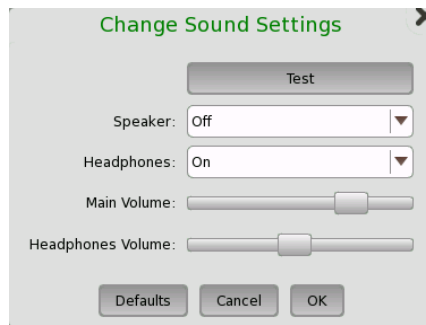 Change Sound Settings
Test
Speaker: Off
Headphones: On
Main Volume:
Headphones Volume:
Defaults Cancel OK